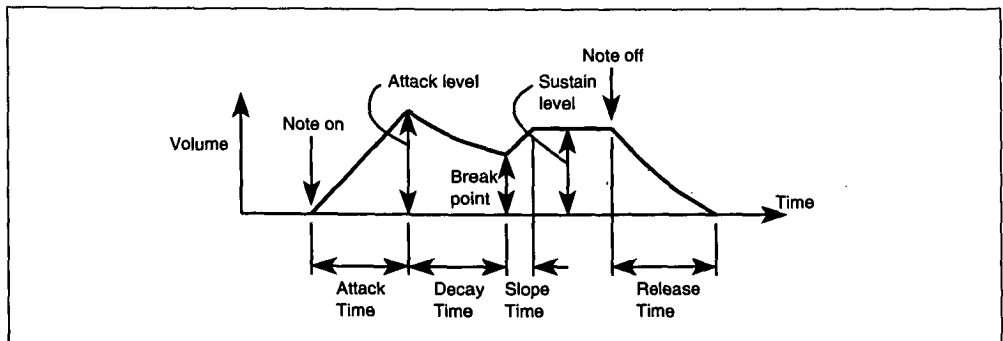 Note off
Attack level
Sustain
level
Note on
Volume
Break
point
Time
Attack
Time
Decay
Time
Slope
Time
Release
Time